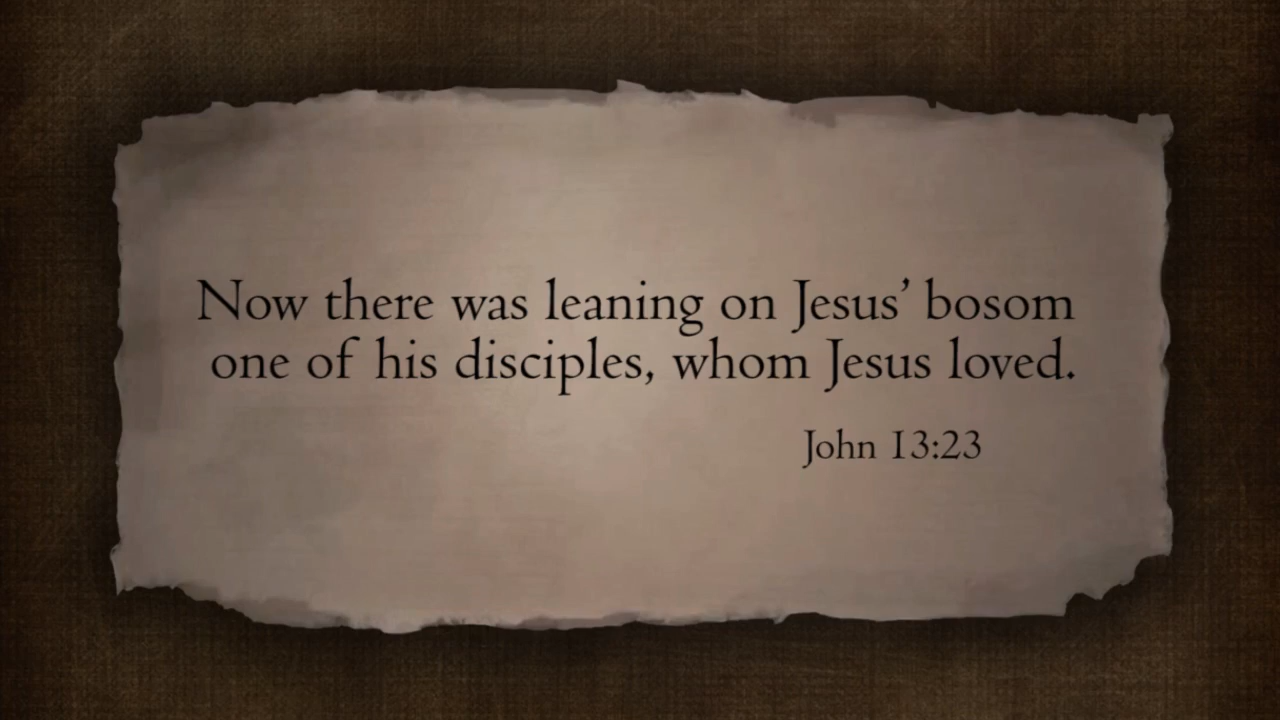 Now there was leaning on Jesus’ bosom
one of his disciples, whom Jesus loved.
John 13:23